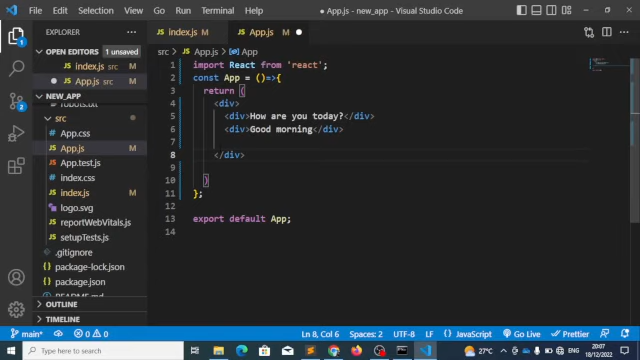 File Edit Selection View Go Run Terminal Help App.js - new_app - Visual Studio Code
EXPLORER
index.js M App.js
OPEN EDITORS 1 unsaved
index.js M
App.js M
NEW_APP
robots.txt
src
App.css
App.js M
App.test.js
index.css
index.js M
logo.svg
reportWebVitals.js
setupTests.js
.gitignore
package-lock.json
package.json
README.md
OUTLINE
TIMELINE
src > App.js > App
1 import React from 'react';
2 const App = ()=>{
3 return (
4 <div>
5 <div>How are you today?</div>
6 <div>Good morning</div>
7
8 </div>
10 )
11 };
12
13 export default App;
14
main* 0 0 Ln 8, Col 6 Spaces: 2 UTF-8 LF JavaScript Go Live Prettier
Type here to search 27°C ENG 20:07 18/12/2022